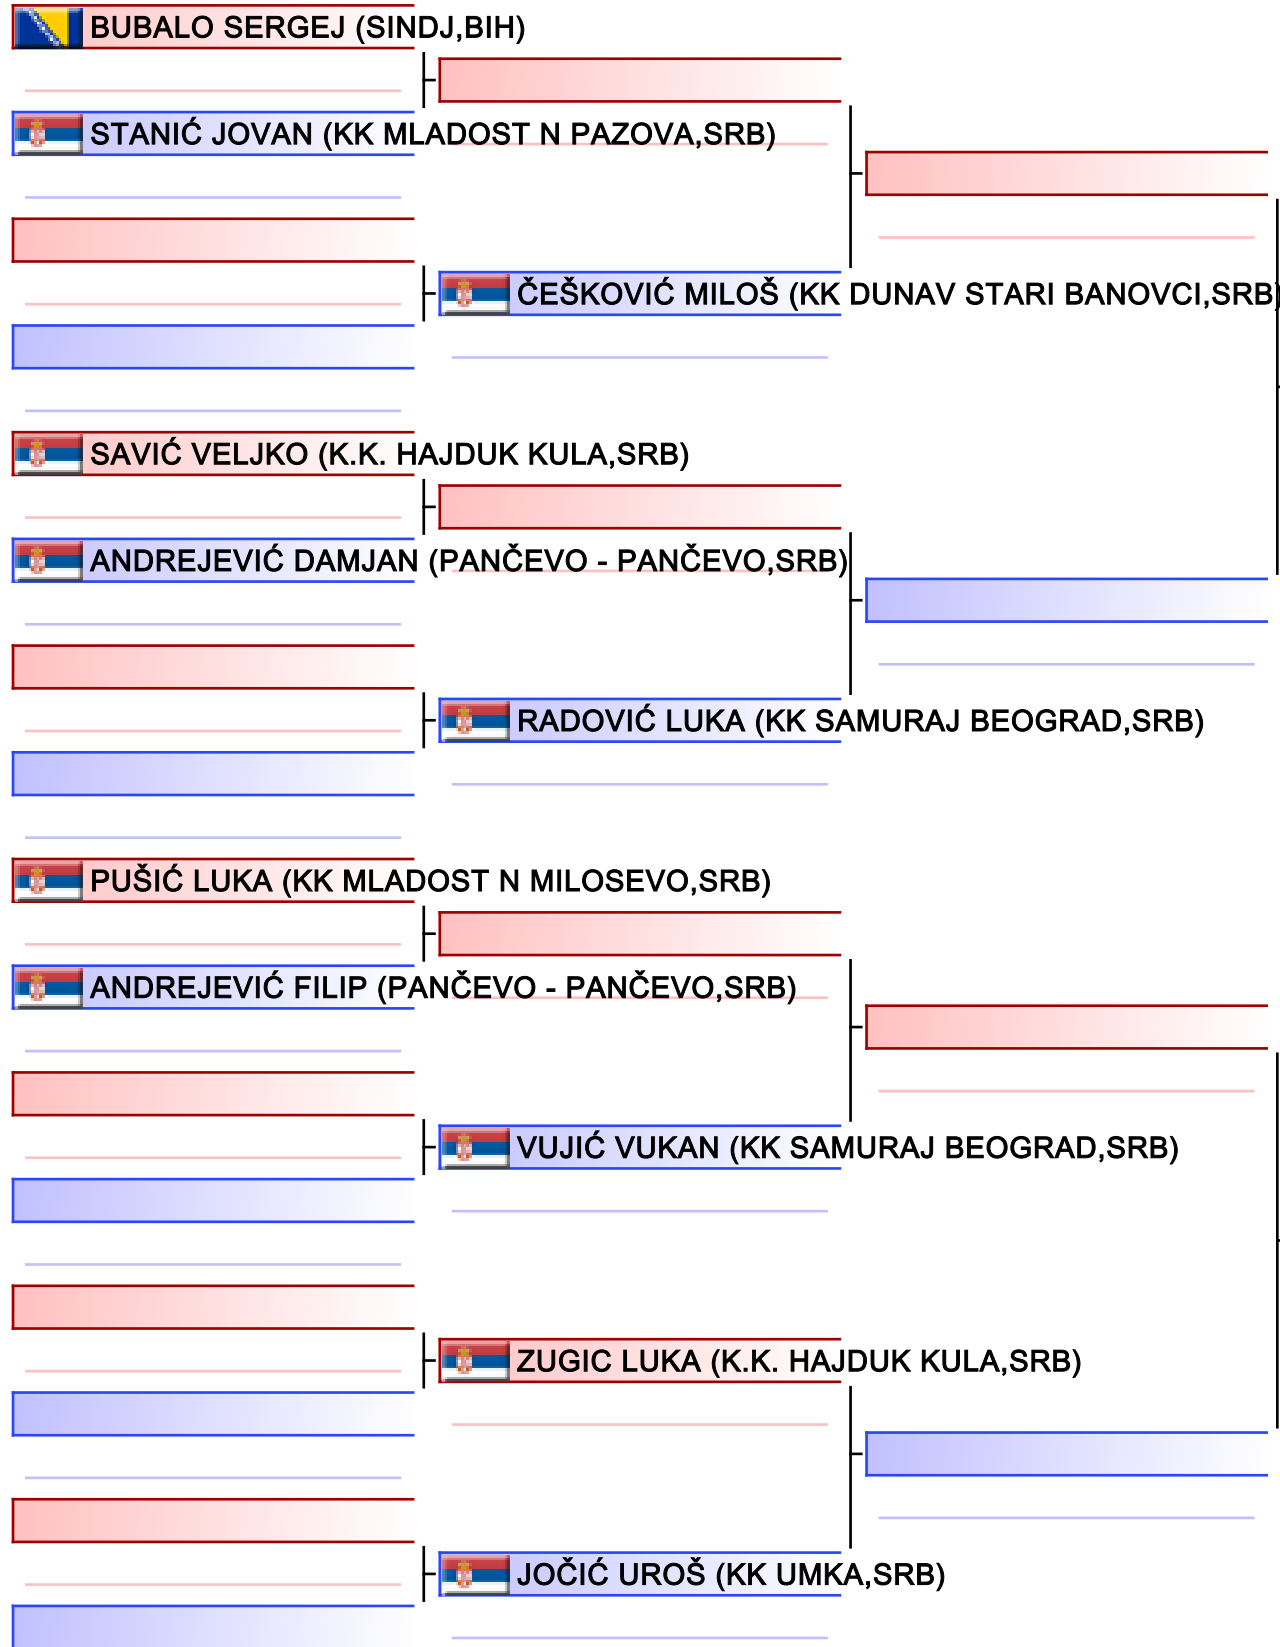 BUBALO SERGEJ (SINDJ,BIH)
STANIĆ JOVAN (KK MLADOST N PAZOVA,SRB)
ČEŠKOVIĆ MILOŠ (KK DUNAV STARI BANOVCI,SRB)
SAVIĆ VELJKO (K.K. HAJDUK KULA,SRB)
ANDREJEVIĆ DAMJAN (PANČEVO - PANČEVO,SRB)
RADOVIĆ LUKA (KK SAMURAJ BEOGRAD,SRB)
PUŠIĆ LUKA (KK MLADOST N MILOSEVO,SRB)
ANDREJEVIĆ FILIP (PANČEVO - PANČEVO,SRB)
VUJIĆ VUKAN (KK SAMURAJ BEOGRAD,SRB)
ZUGIC LUKA (K.K. HAJDUK KULA,SRB)
JOČIĆ UROŠ (KK UMKA,SRB)